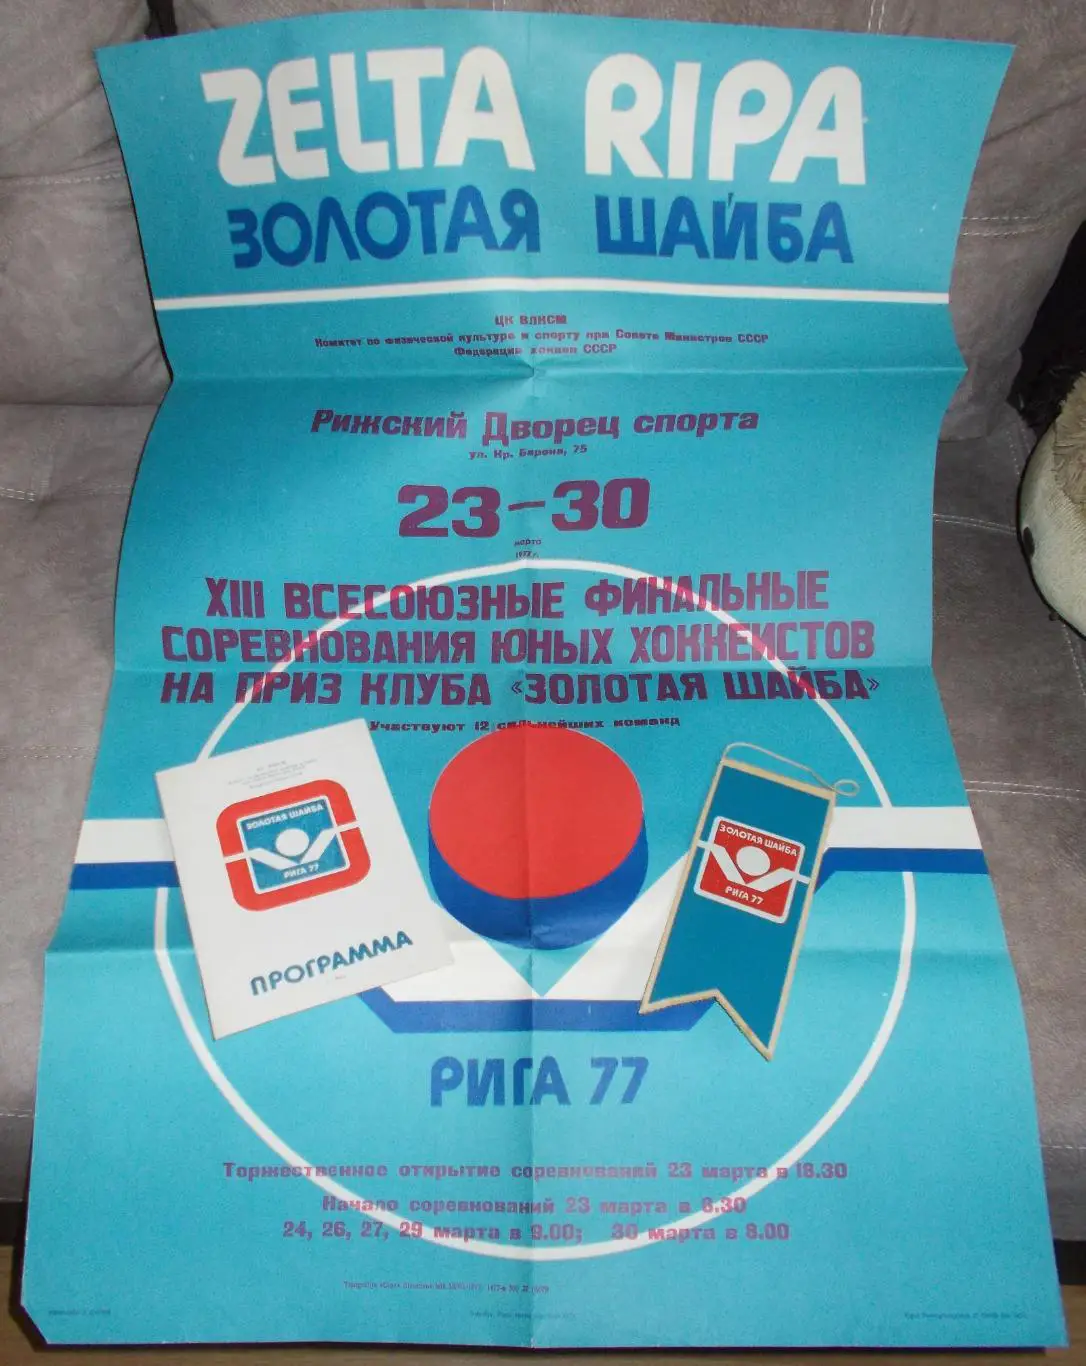 ZELTA RIPA
ЗОЛОТАЯ ШАЙБА
ЦК ВЛКСМ
Комитет по физической культуре и спорту при Совете Министров СССР
Федерация хоккея СССР
Рижский Дворец спорта
ул. Кр. Барона, 75
23-30
марта
1977 г.
XIII ВСЕСОЮЗНЫЕ ФИНАЛЬНЫЕ
СОРЕВНОВАНИЯ ЮНЫХ ХОККЕИСТОВ
НА ПРИЗ КЛУБА «ЗОЛОТАЯ ШАЙБА»
Участвуют 12 сильнейших команд
ЗОЛОТАЯ ШАЙБА
РИГА 77
ПРОГРАММА
ЗОЛОТАЯ ШАЙБА
РИГА 77
РИГА 77
Торжественное открытие соревнований 23 марта в 18.30
Начало соревнований 23 марта в 8.30
24, 26, 27, 29 марта в 9.00; 30 марта в 8.00